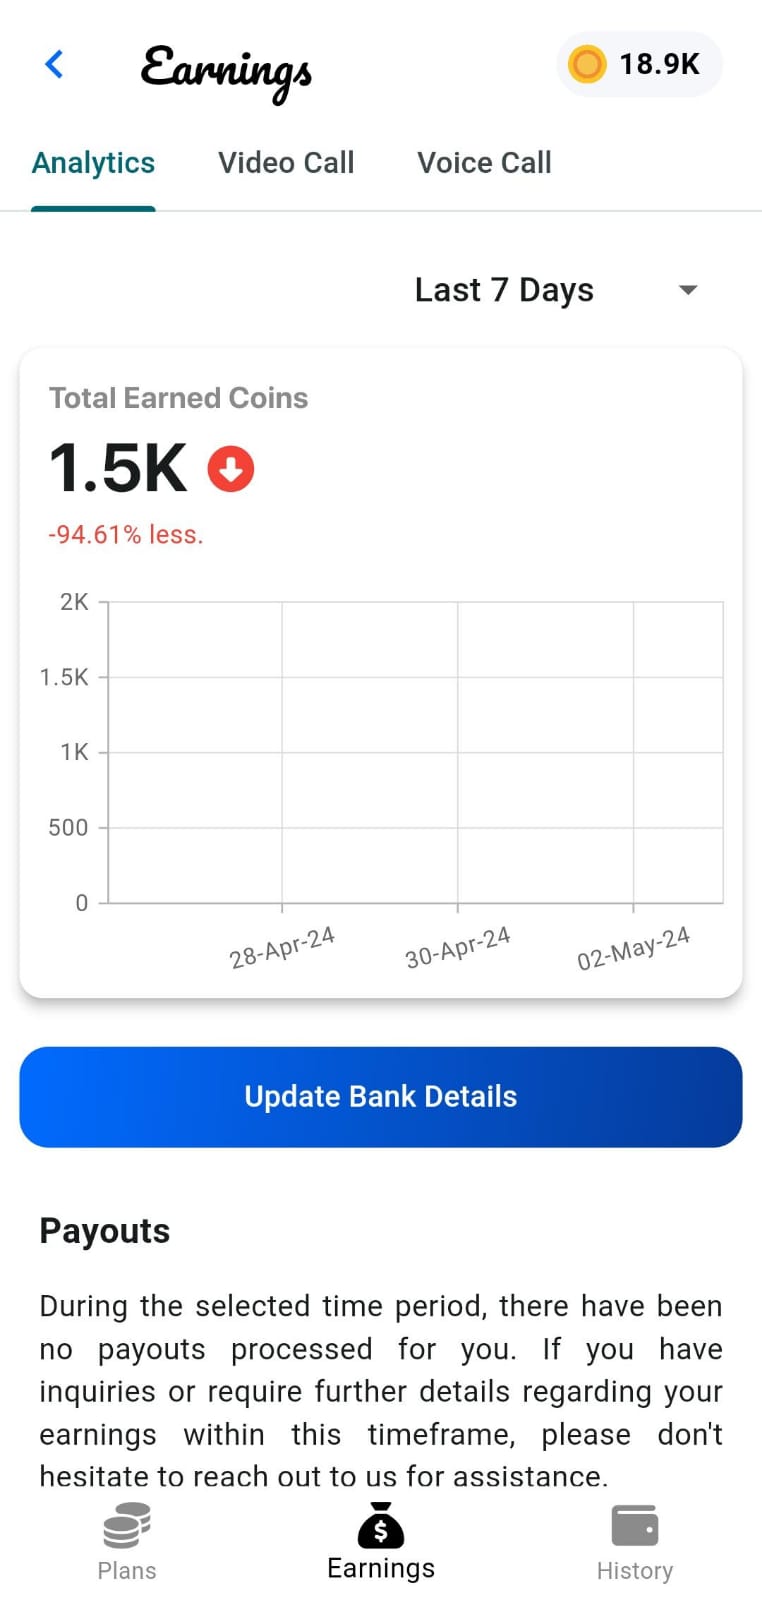 Earnings
18.9K
Analytics Video Call Voice Call
Last 7 Days
Total Earned Coins
1.5K
-94.61% less.
2K
1.5K
1K
500
0
28-Apr-24 30-Apr-24 02-May-24
Update Bank Details
Payouts
During the selected time period, there have been
no payouts processed for you. If you have
inquiries or require further details regarding your
earnings within this timeframe, please don't
hesitate to reach out to us for assistance.
$
Plans Earnings History